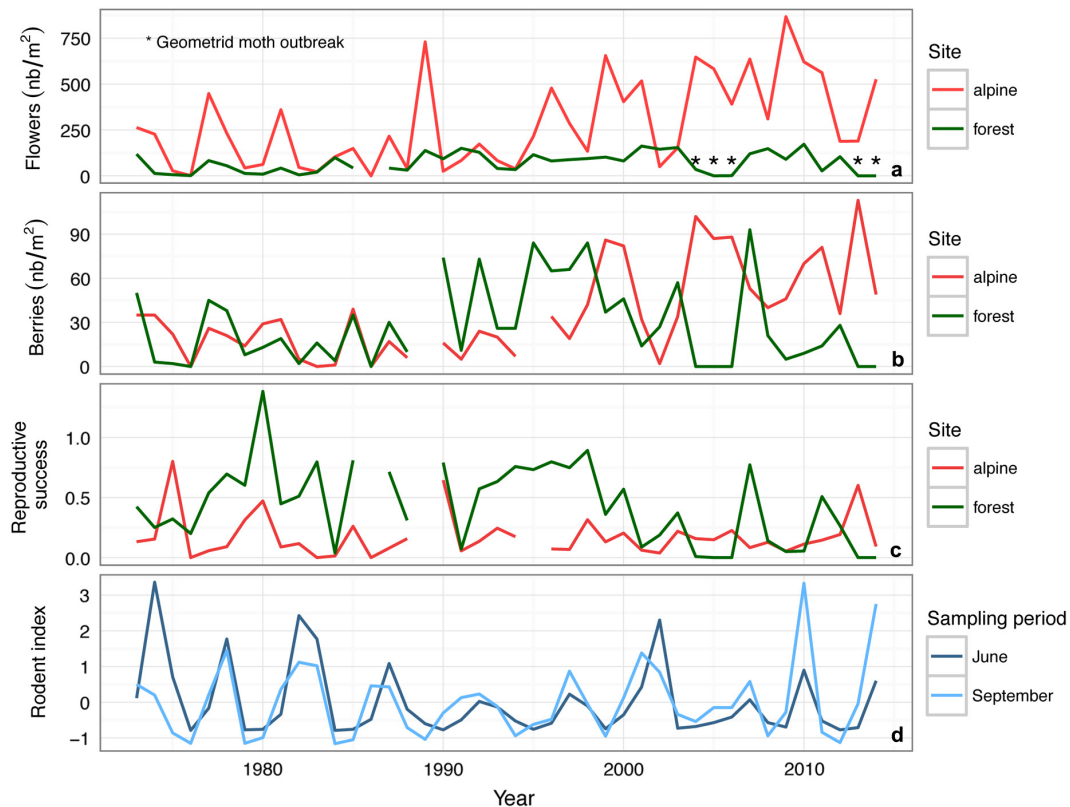 * Geometrid moth outbreak
Flowers (nb/m²)
750
500
250
0
* * * * *
a
Site
alpine
forest
Berries (nb/m²)
90
60
30
0
b
Site
alpine
forest
Reproductive
success
1.0
0.5
0.0
c
Site
alpine
forest
Rodent index
3
2
1
0
−1
d
Sampling period
June
September
1980 1990 2000 2010
Year